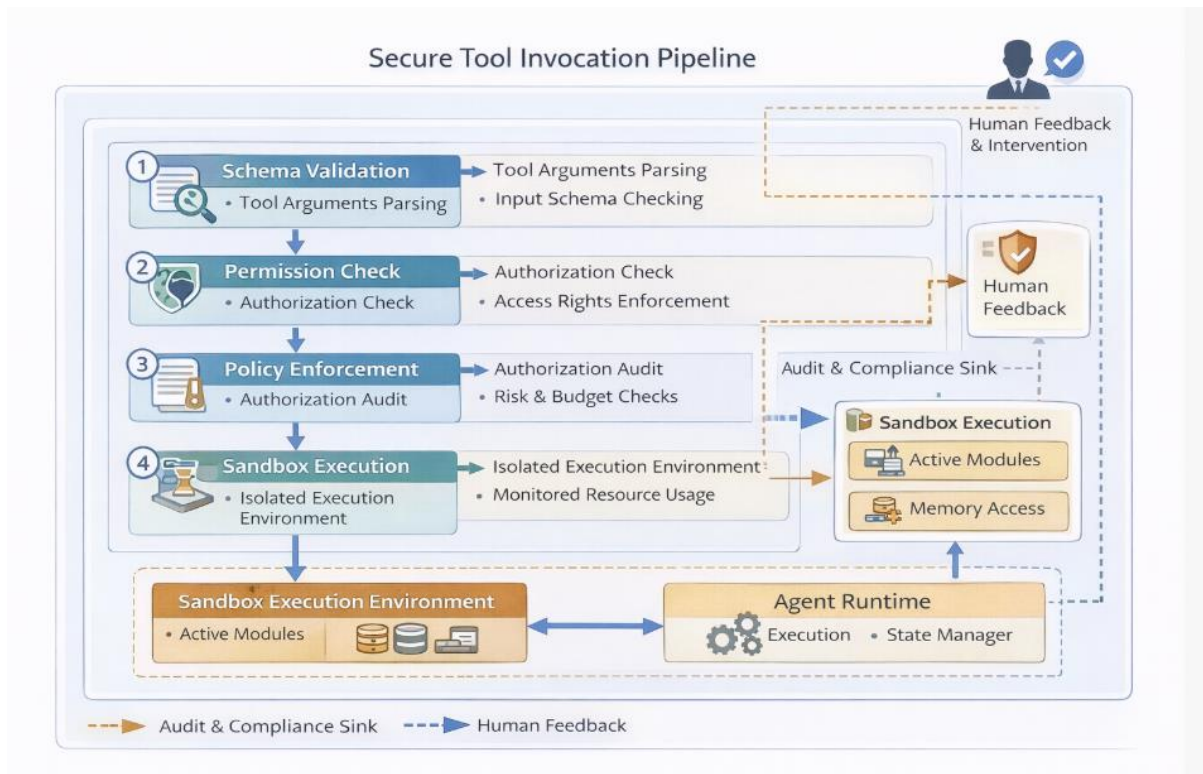 Secure Tool Invocation Pipeline
Human Feedback
& Intervention
1
Schema Validation
• Tool Arguments Parsing
Tool Arguments Parsing
• Input Schema Checking
2
Permission Check
• Authorization Check
Authorization Check
• Access Rights Enforcement
Human
Feedback
3
Policy Enforcement
• Authorization Audit
Authorization Audit
• Risk & Budget Checks
Audit & Compliance Sink
4
Sandbox Execution
• Isolated Execution
Environment
Isolated Execution Environment
• Monitored Resource Usage
Sandbox Execution
Active Modules
Memory Access
Sandbox Execution Environment
• Active Modules
Agent Runtime
Execution • State Manager
Audit & Compliance Sink
Human Feedback